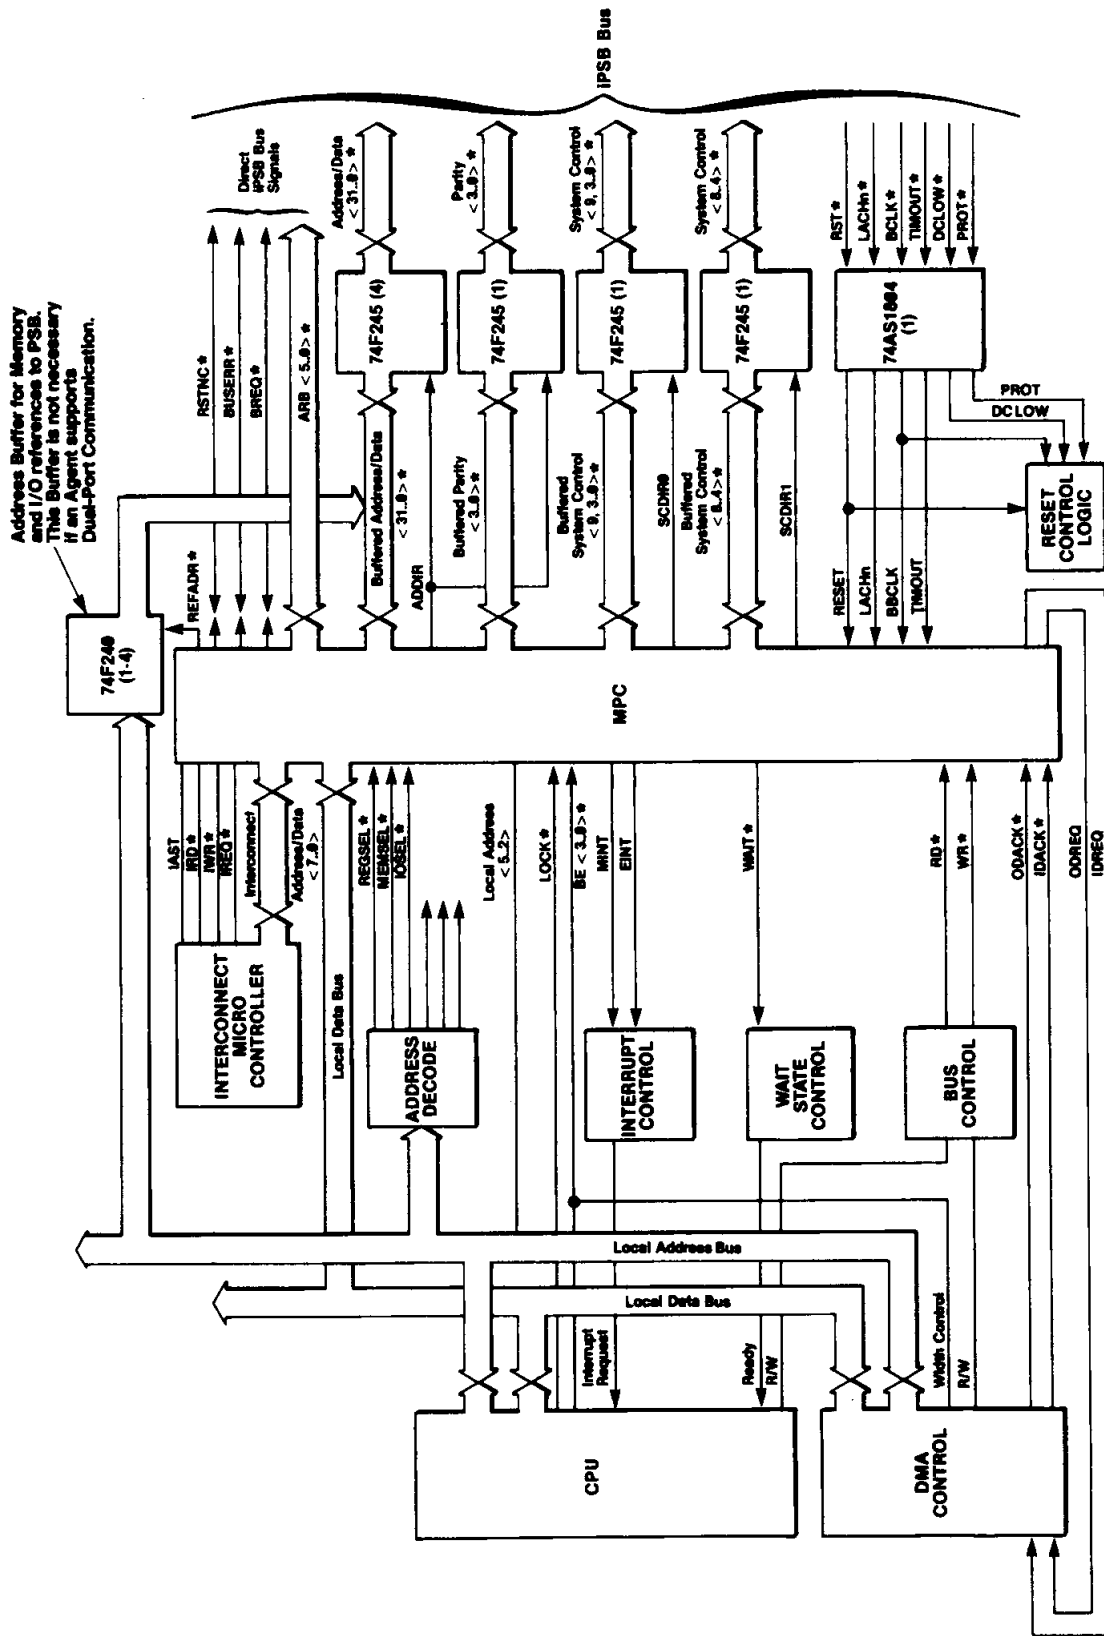 Address Buffer for Memory
and I/O references to PSB.
This Buffer is not necessary
if an Agent supports
Dual-Port Communication.
74F240
(1-4)
REFADR*
RSTNC*
BUSERR*
BREQ*
ARB < 5..0 > *
Direct
iPSB Bus
Signals
iPSB Bus
Address/Data
< 31..0 > *
Parity
< 3..0 > *
System Control
< 9, 3..0 > *
System Control
< 8..4 > *
74F245 (4)
74F245 (1)
74F245 (1)
74F245 (1)
Buffered Address/Data
< 31..0 > *
ADDIR
Buffered Parity
< 3..0 > *
Buffered
System Control
< 9, 3..0 > *
SCDIR0
Buffered
System Control
< 8..4 > *
SCDIR1
RST*
LACHn*
BCLK*
TIMOUT*
DCLOW*
PROT*
74AS1804
(1)
RESET
LACHn
BBCLK
TIMOUT
PROT
DCLOW
RESET
CONTROL
LOGIC
MPC
IAST
IRD*
IWR*
IREQ*
Interconnect
Address/Data
< 7..0 >
REGSEL*
MEMSEL*
IOSEL*
Local Address
< 5..2 >
LOCK*
BE < 3..0 > *
MINT
EINT
WAIT*
RD*
WR*
ODACK*
IDACK*
ODREQ
IDREQ
INTERCONNECT
MICRO
CONTROLLER
Local Data Bus
ADDRESS
DECODE
INTERRUPT
CONTROL
WAIT
STATE
CONTROL
BUS
CONTROL
Local Address Bus
Local Data Bus
Interrupt
Request
Ready
R/W
Width Control
R/W
CPU
DMA
CONTROL